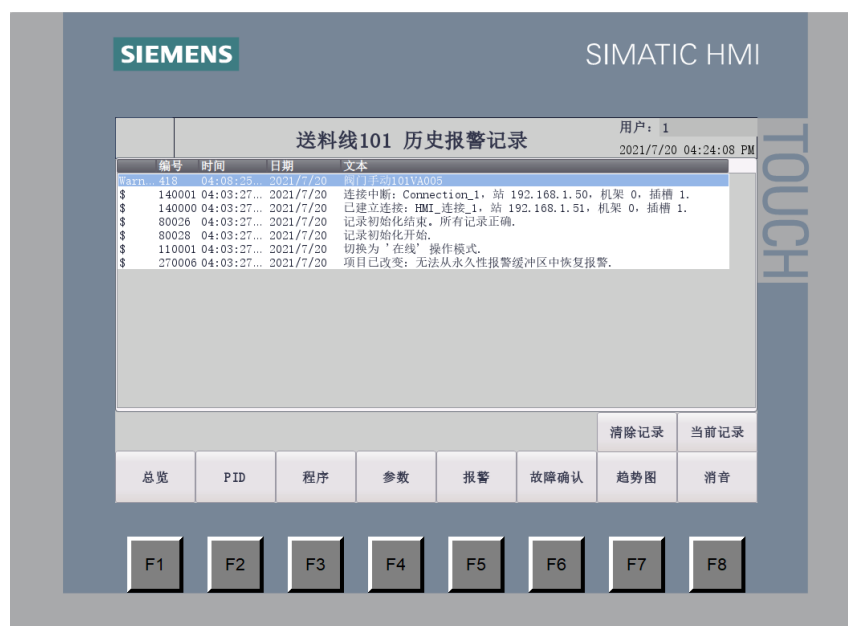 SIEMENS
SIMATIC HMI
TOUCH
送料线101 历史报警记录
用户: 1
2021/7/20 04:24:08 PM
编号 时间 日期 文本
Warn... 418 04:08:25... 2021/7/20 阀门手动101VA005
$ 140001 04:03:27... 2021/7/20 连接中断: Connection_1, 站 192.168.1.50, 机架 0, 插槽 1.
$ 140000 04:03:27... 2021/7/20 已建立连接: HMI_连接_1, 站 192.168.1.51, 机架 0, 插槽 1.
$ 80026 04:03:27... 2021/7/20 记录初始化结束。所有记录正确.
$ 80028 04:03:27... 2021/7/20 记录初始化开始.
$ 110001 04:03:27... 2021/7/20 切换为 '在线' 操作模式.
$ 270006 04:03:27... 2021/7/20 项目已改变: 无法从永久性报警缓冲区中恢复报警.
清除记录 当前记录
总览 PID 程序 参数 报警 故障确认 趋势图 消音
F1 F2 F3 F4 F5 F6 F7 F8